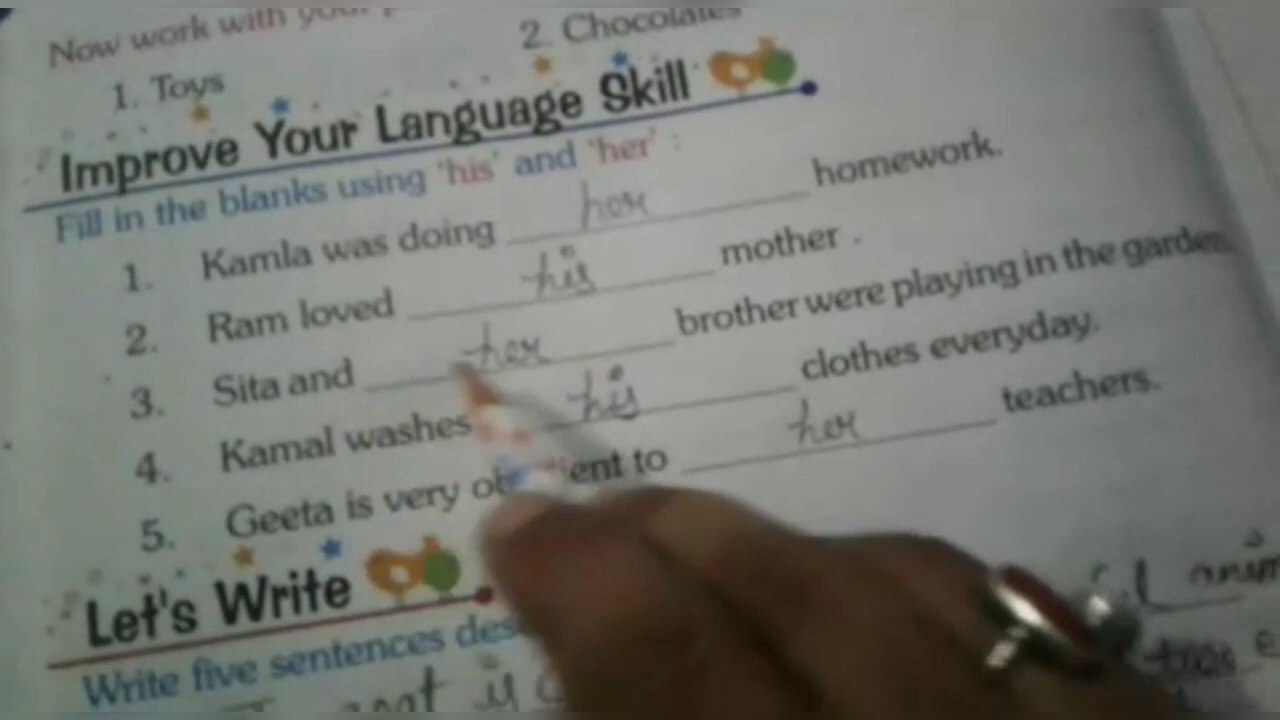 Now work with your
2. Chocolates
1. Toys
Improve Your Language Skill
Fill in the blanks using 'his' and 'her' :
1. Kamla was doing her homework.
2. Ram loved his mother .
3. Sita and her brother were playing in the garden.
4. Kamal washes his clothes everyday.
5. Geeta is very ob ient to her teachers.
Let's Write
Write five sentences des